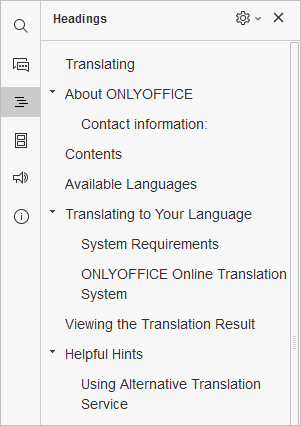 Headings
Translating
About ONLYOFFICE
Contact information:
Contents
Available Languages
Translating to Your Language
System Requirements
ONLYOFFICE Online Translation
System
Viewing the Translation Result
Helpful Hints
Using Alternative Translation
Service